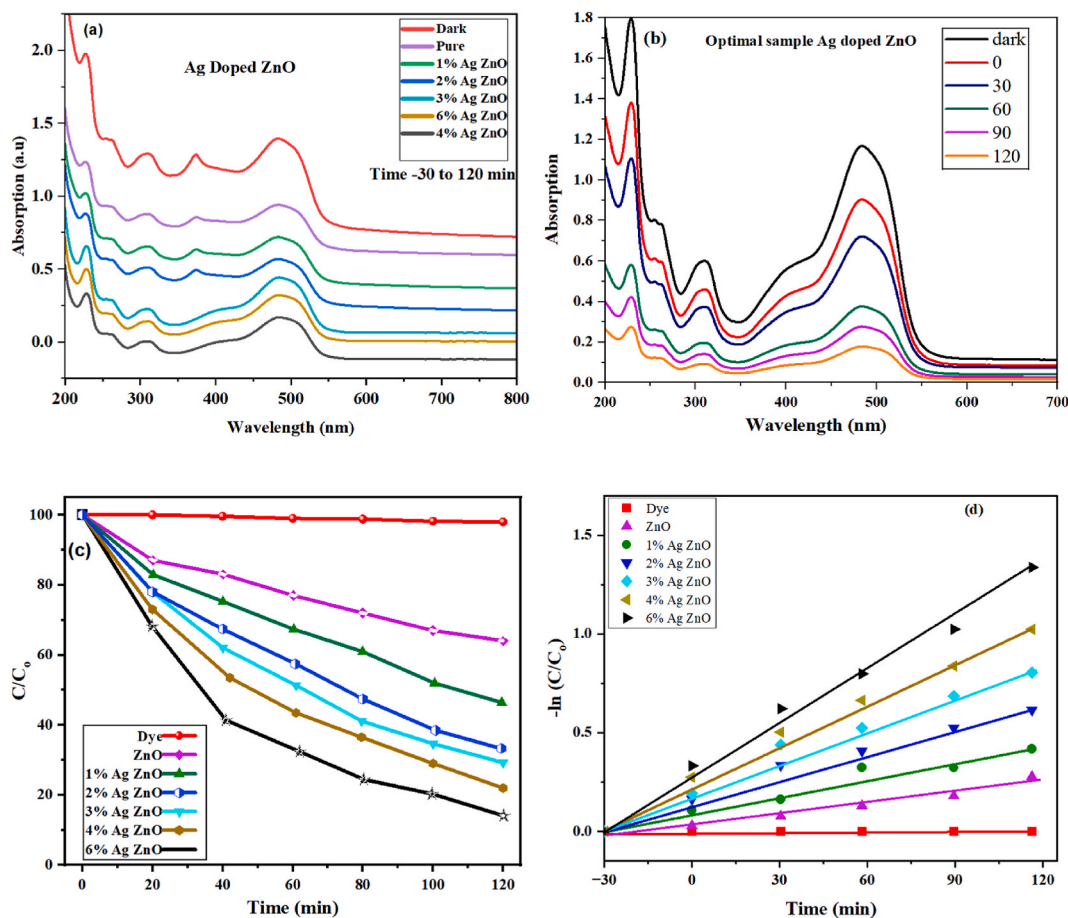 (a)
Ag Doped ZnO
Dark
Pure
1% Ag ZnO
2% Ag ZnO
3% Ag ZnO
6% Ag ZnO
4% Ag ZnO
Time -30 to 120 min
Absorption (a.u)
2.0
1.5
1.0
0.5
0.0
200 300 400 500 600 700 800
Wavelength (nm)
(b)
Optimal sample Ag doped ZnO
dark
0
30
60
90
120
Absorption
1.8
1.6
1.4
1.2
1.0
0.8
0.6
0.4
0.2
0.0
200 300 400 500 600 700
Wavelength (nm)
(c)
C/Co
100
80
60
40
20
0
Dye
ZnO
1% Ag ZnO
2% Ag ZnO
3% Ag ZnO
4% Ag ZnO
6% Ag ZnO
0 20 40 60 80 100 120
Time (min)
(d)
Dye
ZnO
1% Ag ZnO
2% Ag ZnO
3% Ag ZnO
4% Ag ZnO
6% Ag ZnO
-ln (C/Co)
1.5
1.0
0.5
0.0
−30 0 30 60 90 120
Time (min)